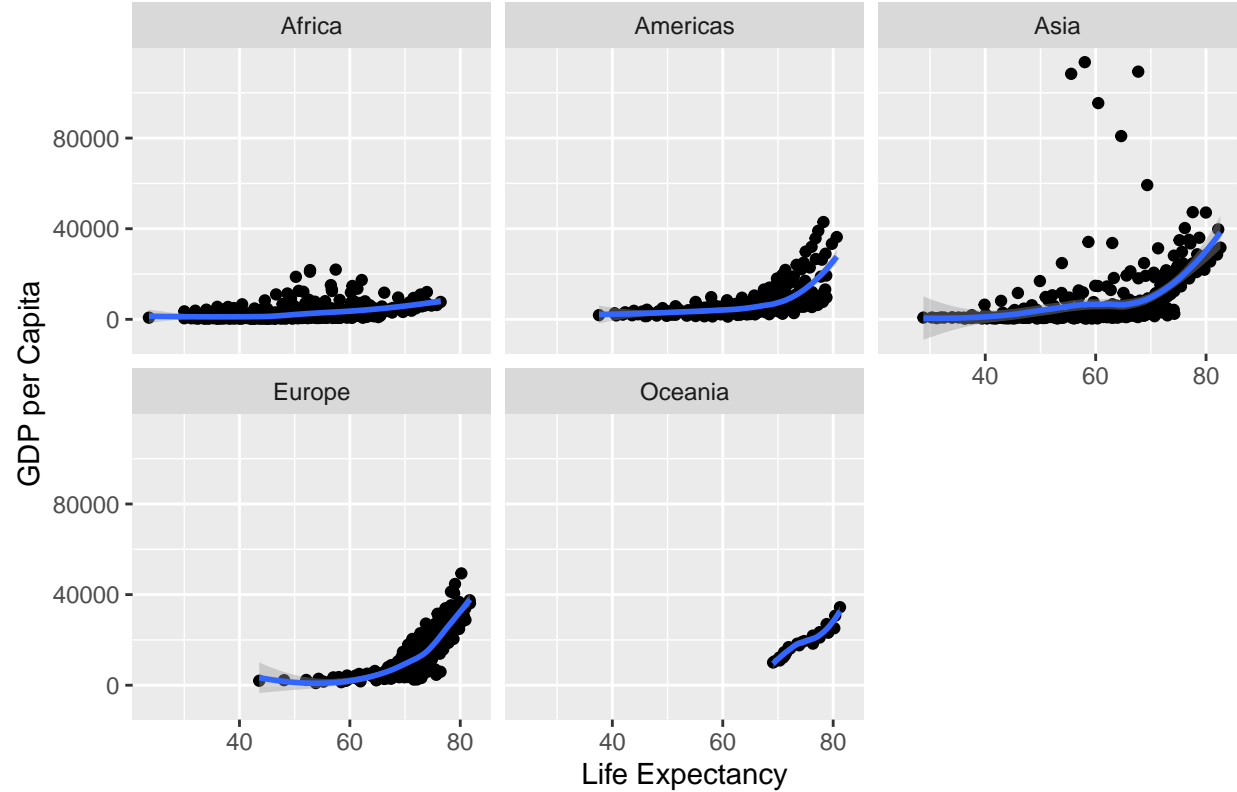 Africa
Americas
Asia
80000
40000
0
40 60 80
Europe
Oceania
80000
40000
0
40 60 80
40 60 80
Life Expectancy
GDP per Capita